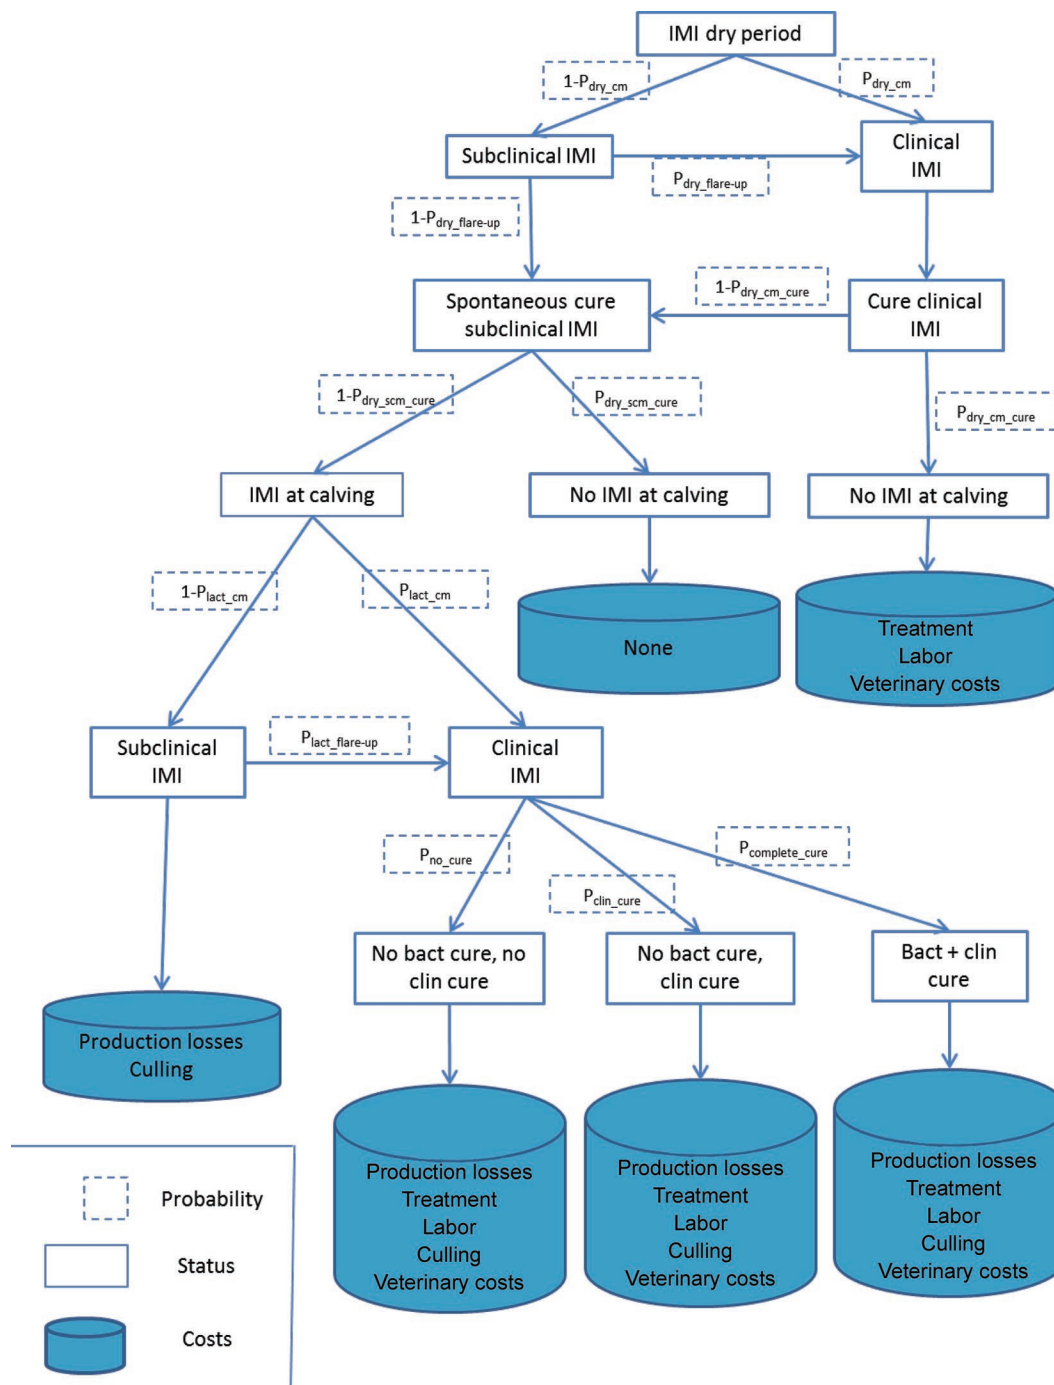 IMI dry period
1-Pdry_cm
Pdry_cm
Subclinical IMI
Clinical
IMI
Pdry_flare-up
1-Pdry_flare-up
Spontaneous cure
subclinical IMI
1-Pdry_cm_cure
Cure clinical
IMI
1-Pdry_scm_cure
Pdry_scm_cure
Pdry_cm_cure
IMI at calving
No IMI at calving
No IMI at calving
1-Plact_cm
Plact_cm
None
Treatment
Labor
Veterinary costs
Subclinical
IMI
Plact_flare-up
Clinical
IMI
Pno_cure
Pclin_cure
Pcomplete_cure
No bact cure, no
clin cure
No bact cure,
clin cure
Bact + clin
cure
Production losses
Culling
Production losses
Treatment
Labor
Culling
Veterinary costs
Production losses
Treatment
Labor
Culling
Veterinary costs
Production losses
Treatment
Labor
Culling
Veterinary costs
Probability
Status
Costs